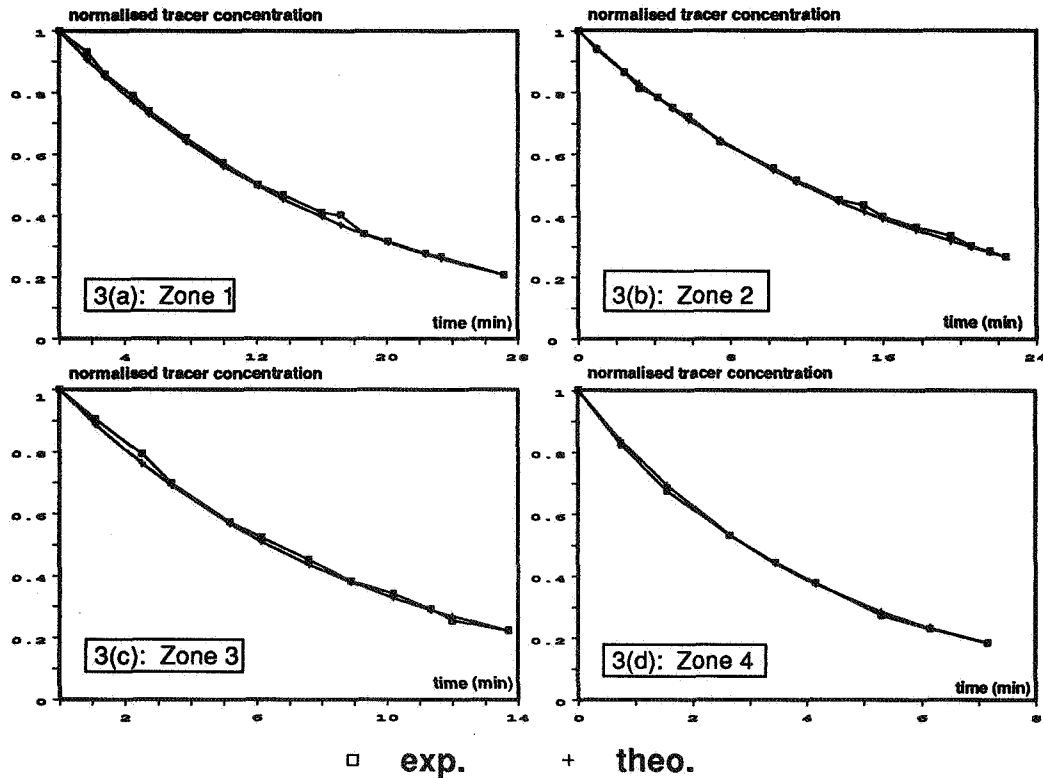 normalised tracer concentration
1
0.8
0.6
0.4
0.2
0
3(a): Zone 1
time (min)
4 12 20 28
normalised tracer concentration
1
0.8
0.6
0.4
0.2
0
3(b): Zone 2
time (min)
0 8 16 24
normalised tracer concentration
1
0.8
0.6
0.4
0.2
0
3(c): Zone 3
time (min)
2 6 10 14
normalised tracer concentration
1
0.8
0.6
0.4
0.2
0
3(d): Zone 4
time (min)
0 2 4 6 8
□ exp. + theo.